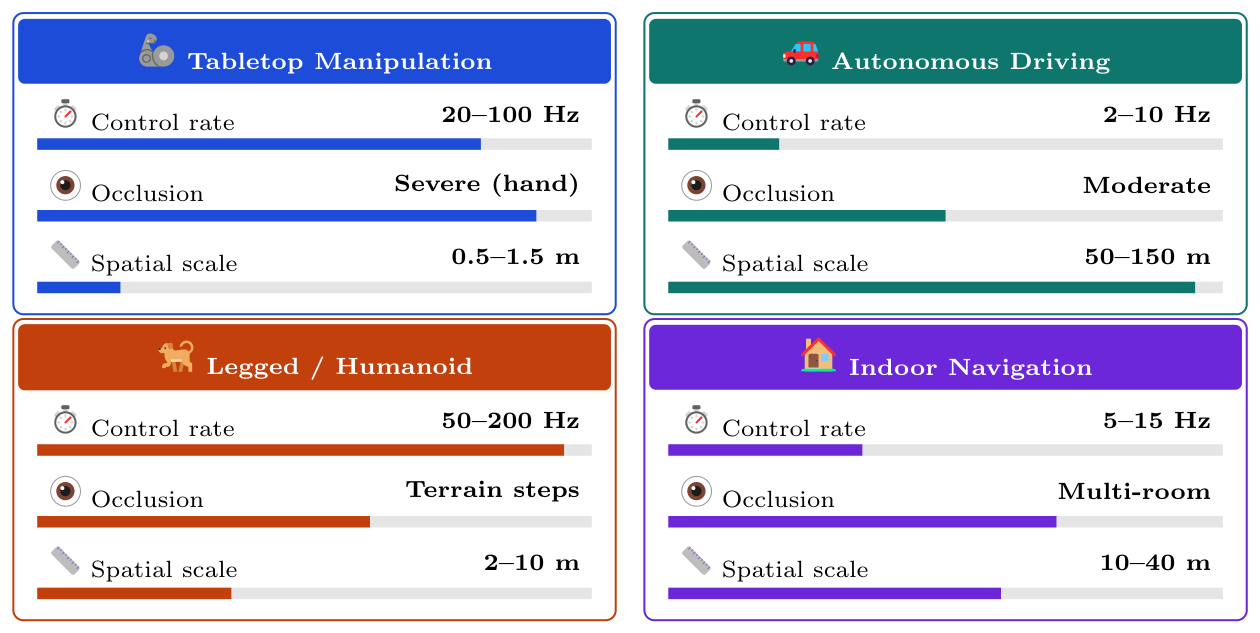 Tabletop Manipulation
Control rate 20–100 Hz
Occlusion Severe (hand)
Spatial scale 0.5–1.5 m
Autonomous Driving
Control rate 2–10 Hz
Occlusion Moderate
Spatial scale 50–150 m
Legged / Humanoid
Control rate 50–200 Hz
Occlusion Terrain steps
Spatial scale 2–10 m
Indoor Navigation
Control rate 5–15 Hz
Occlusion Multi-room
Spatial scale 10–40 m